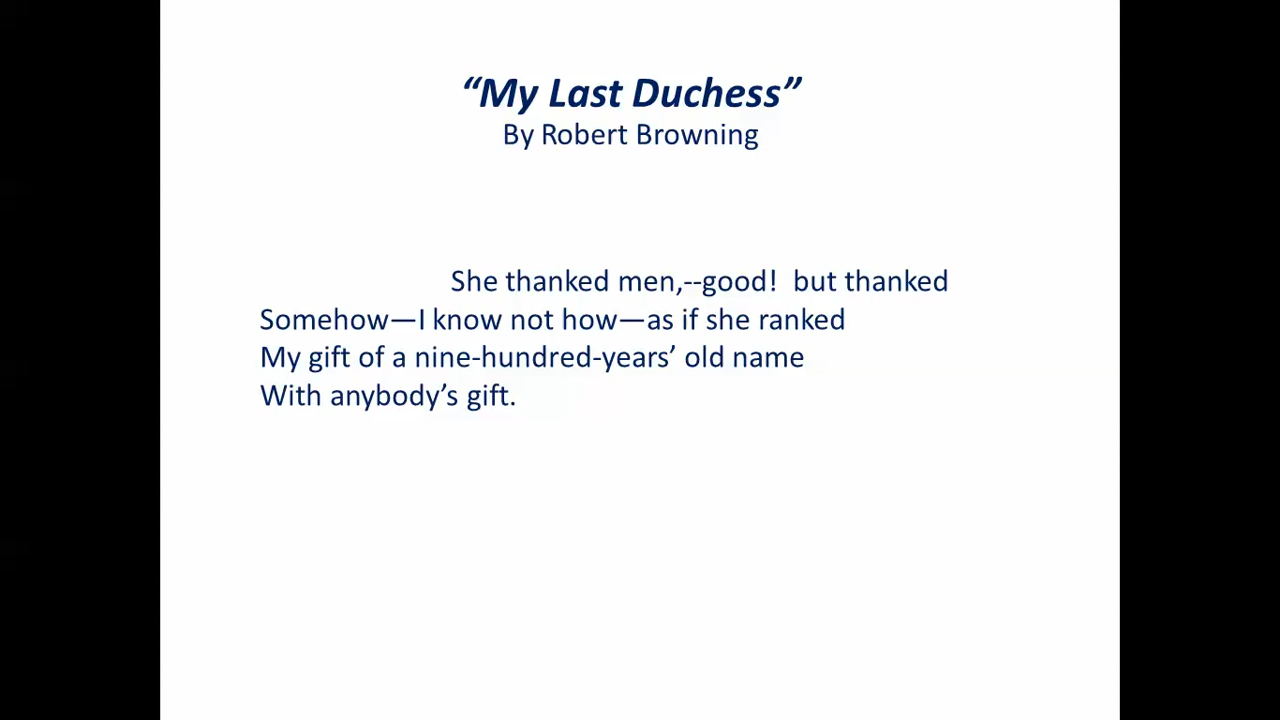 “My Last Duchess”
By Robert Browning
She thanked men,--good!  but thanked
Somehow—I know not how—as if she ranked
My gift of a nine-hundred-years’ old name
With anybody’s gift.